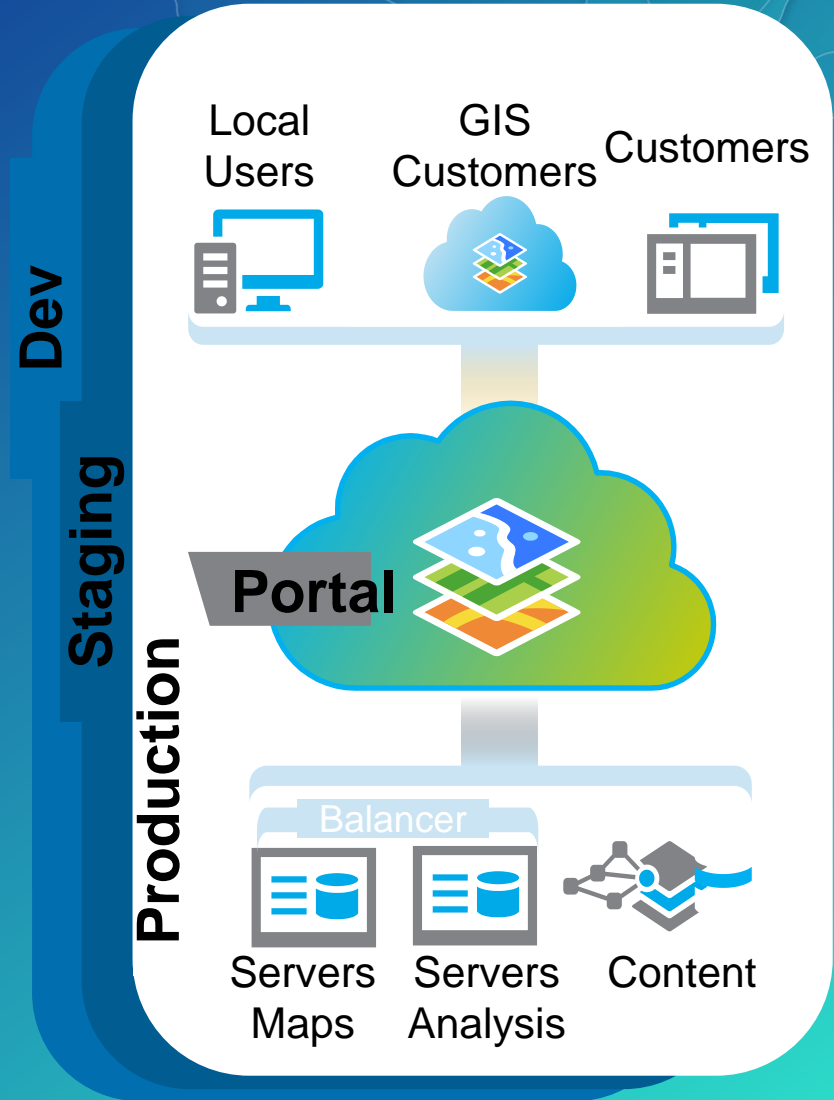 Local
Users
GIS
Customers
Customers
Dev
Staging
Portal
Production
Balancer
Servers
Maps
Servers
Analysis
Content